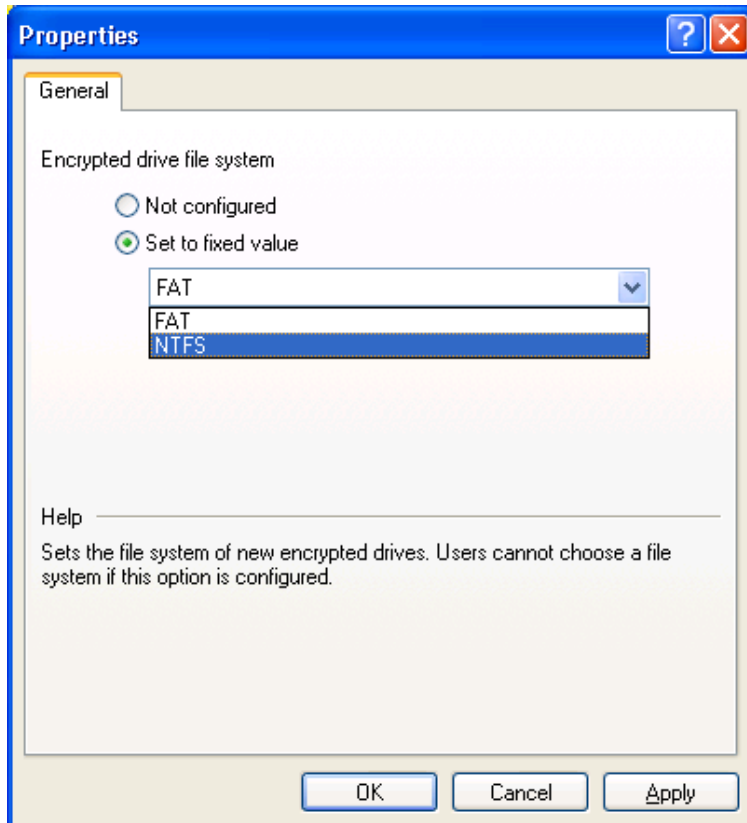 Properties
General
Encrypted drive file system
Not configured
Set to fixed value
FAT
FAT
NTFS
Help
Sets the file system of new encrypted drives. Users cannot choose a file
system if this option is configured.
OK Cancel Apply